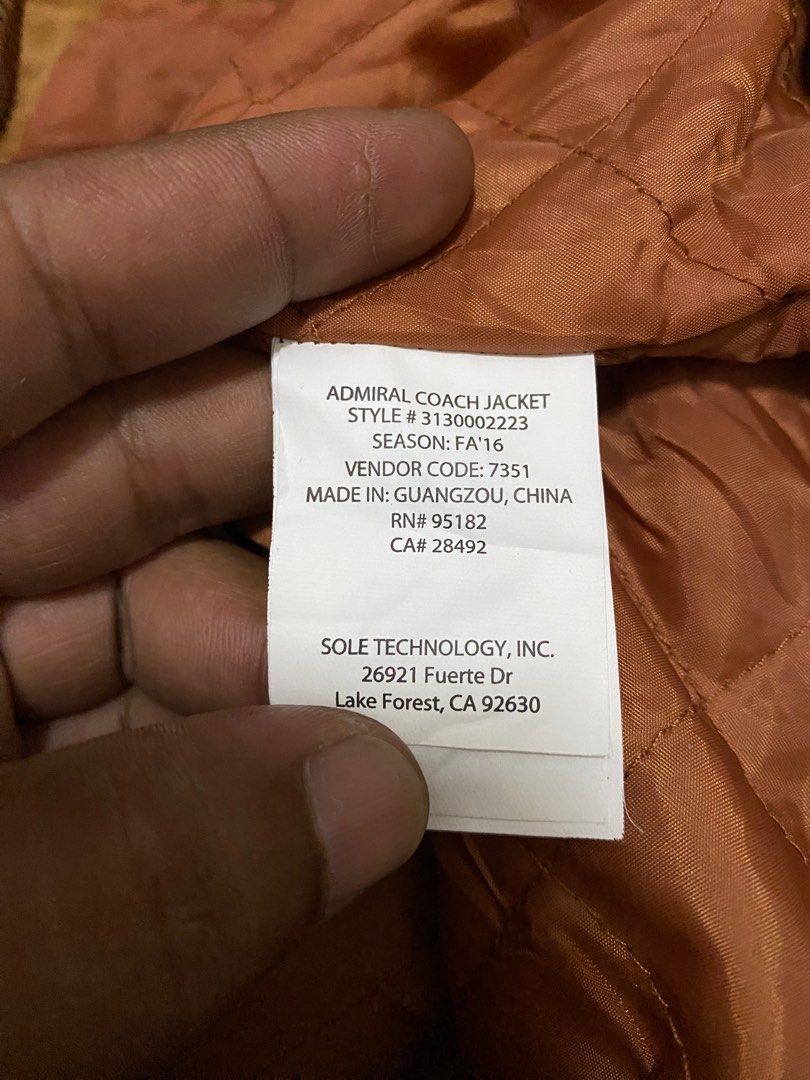 ADMIRAL COACH JACKET
STYLE # 3130002223
SEASON: FA'16
VENDOR CODE: 7351
MADE IN: GUANGZOU, CHINA
RN# 95182
CA# 28492
SOLE TECHNOLOGY, INC.
26921 Fuerte Dr
Lake Forest, CA 92630